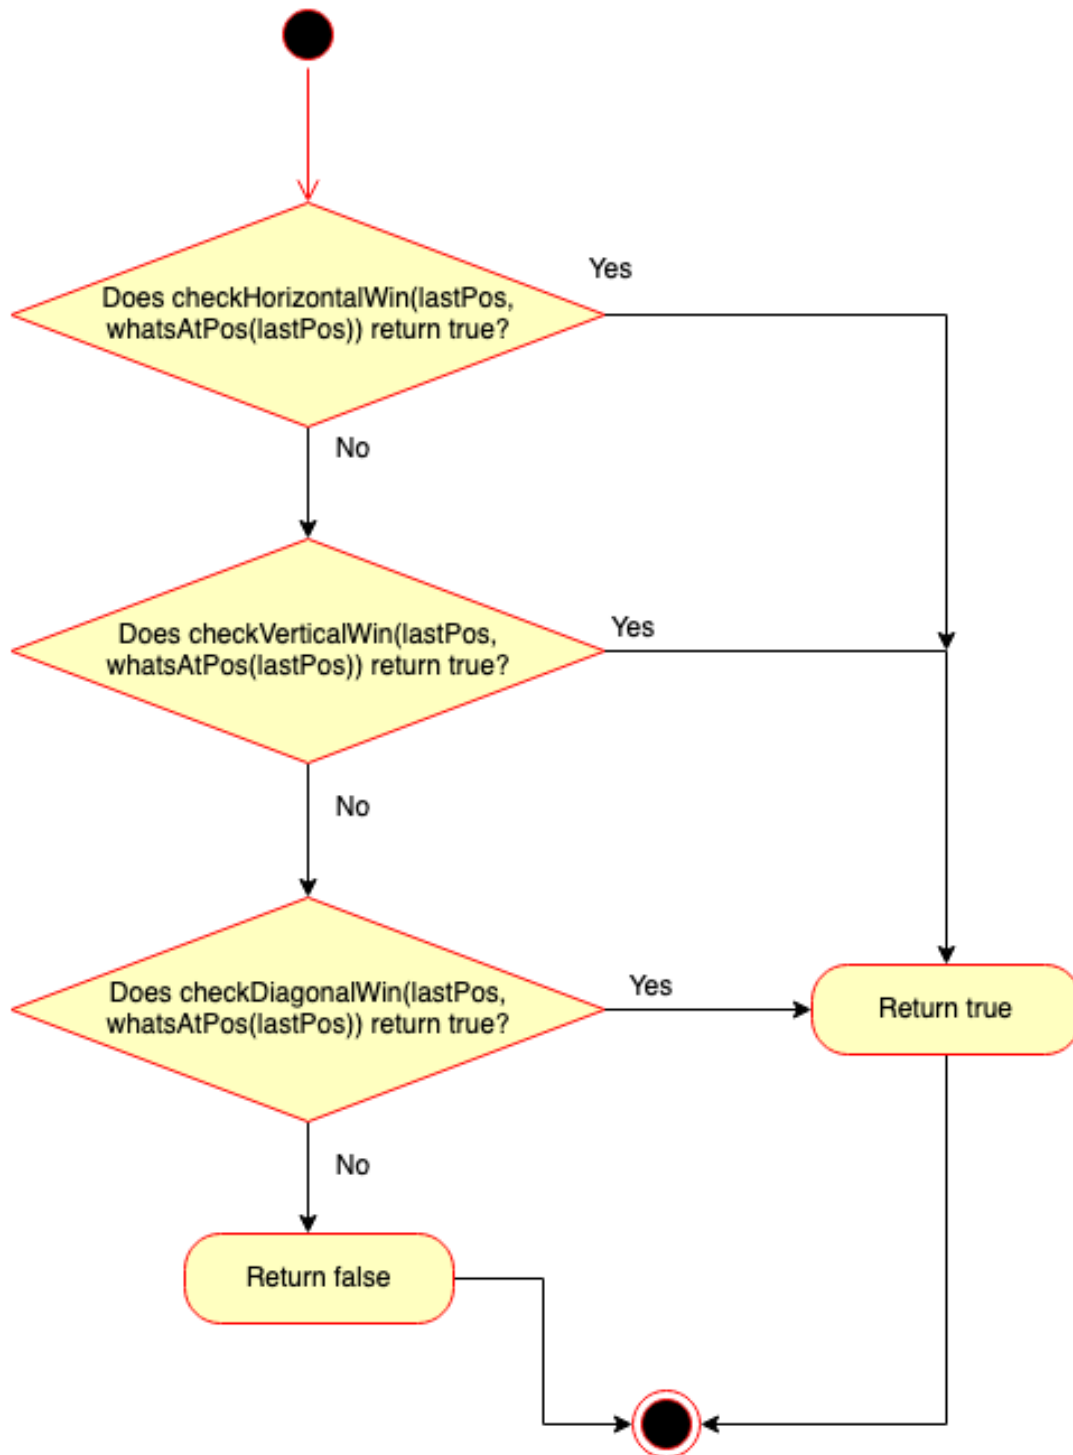 Does checkHorizontalWin(lastPos,
whatsAtPos(lastPos)) return true?
Yes
No
Does checkVerticalWin(lastPos,
whatsAtPos(lastPos)) return true?
Yes
No
Does checkDiagonalWin(lastPos,
whatsAtPos(lastPos)) return true?
Yes
Return true
No
Return false